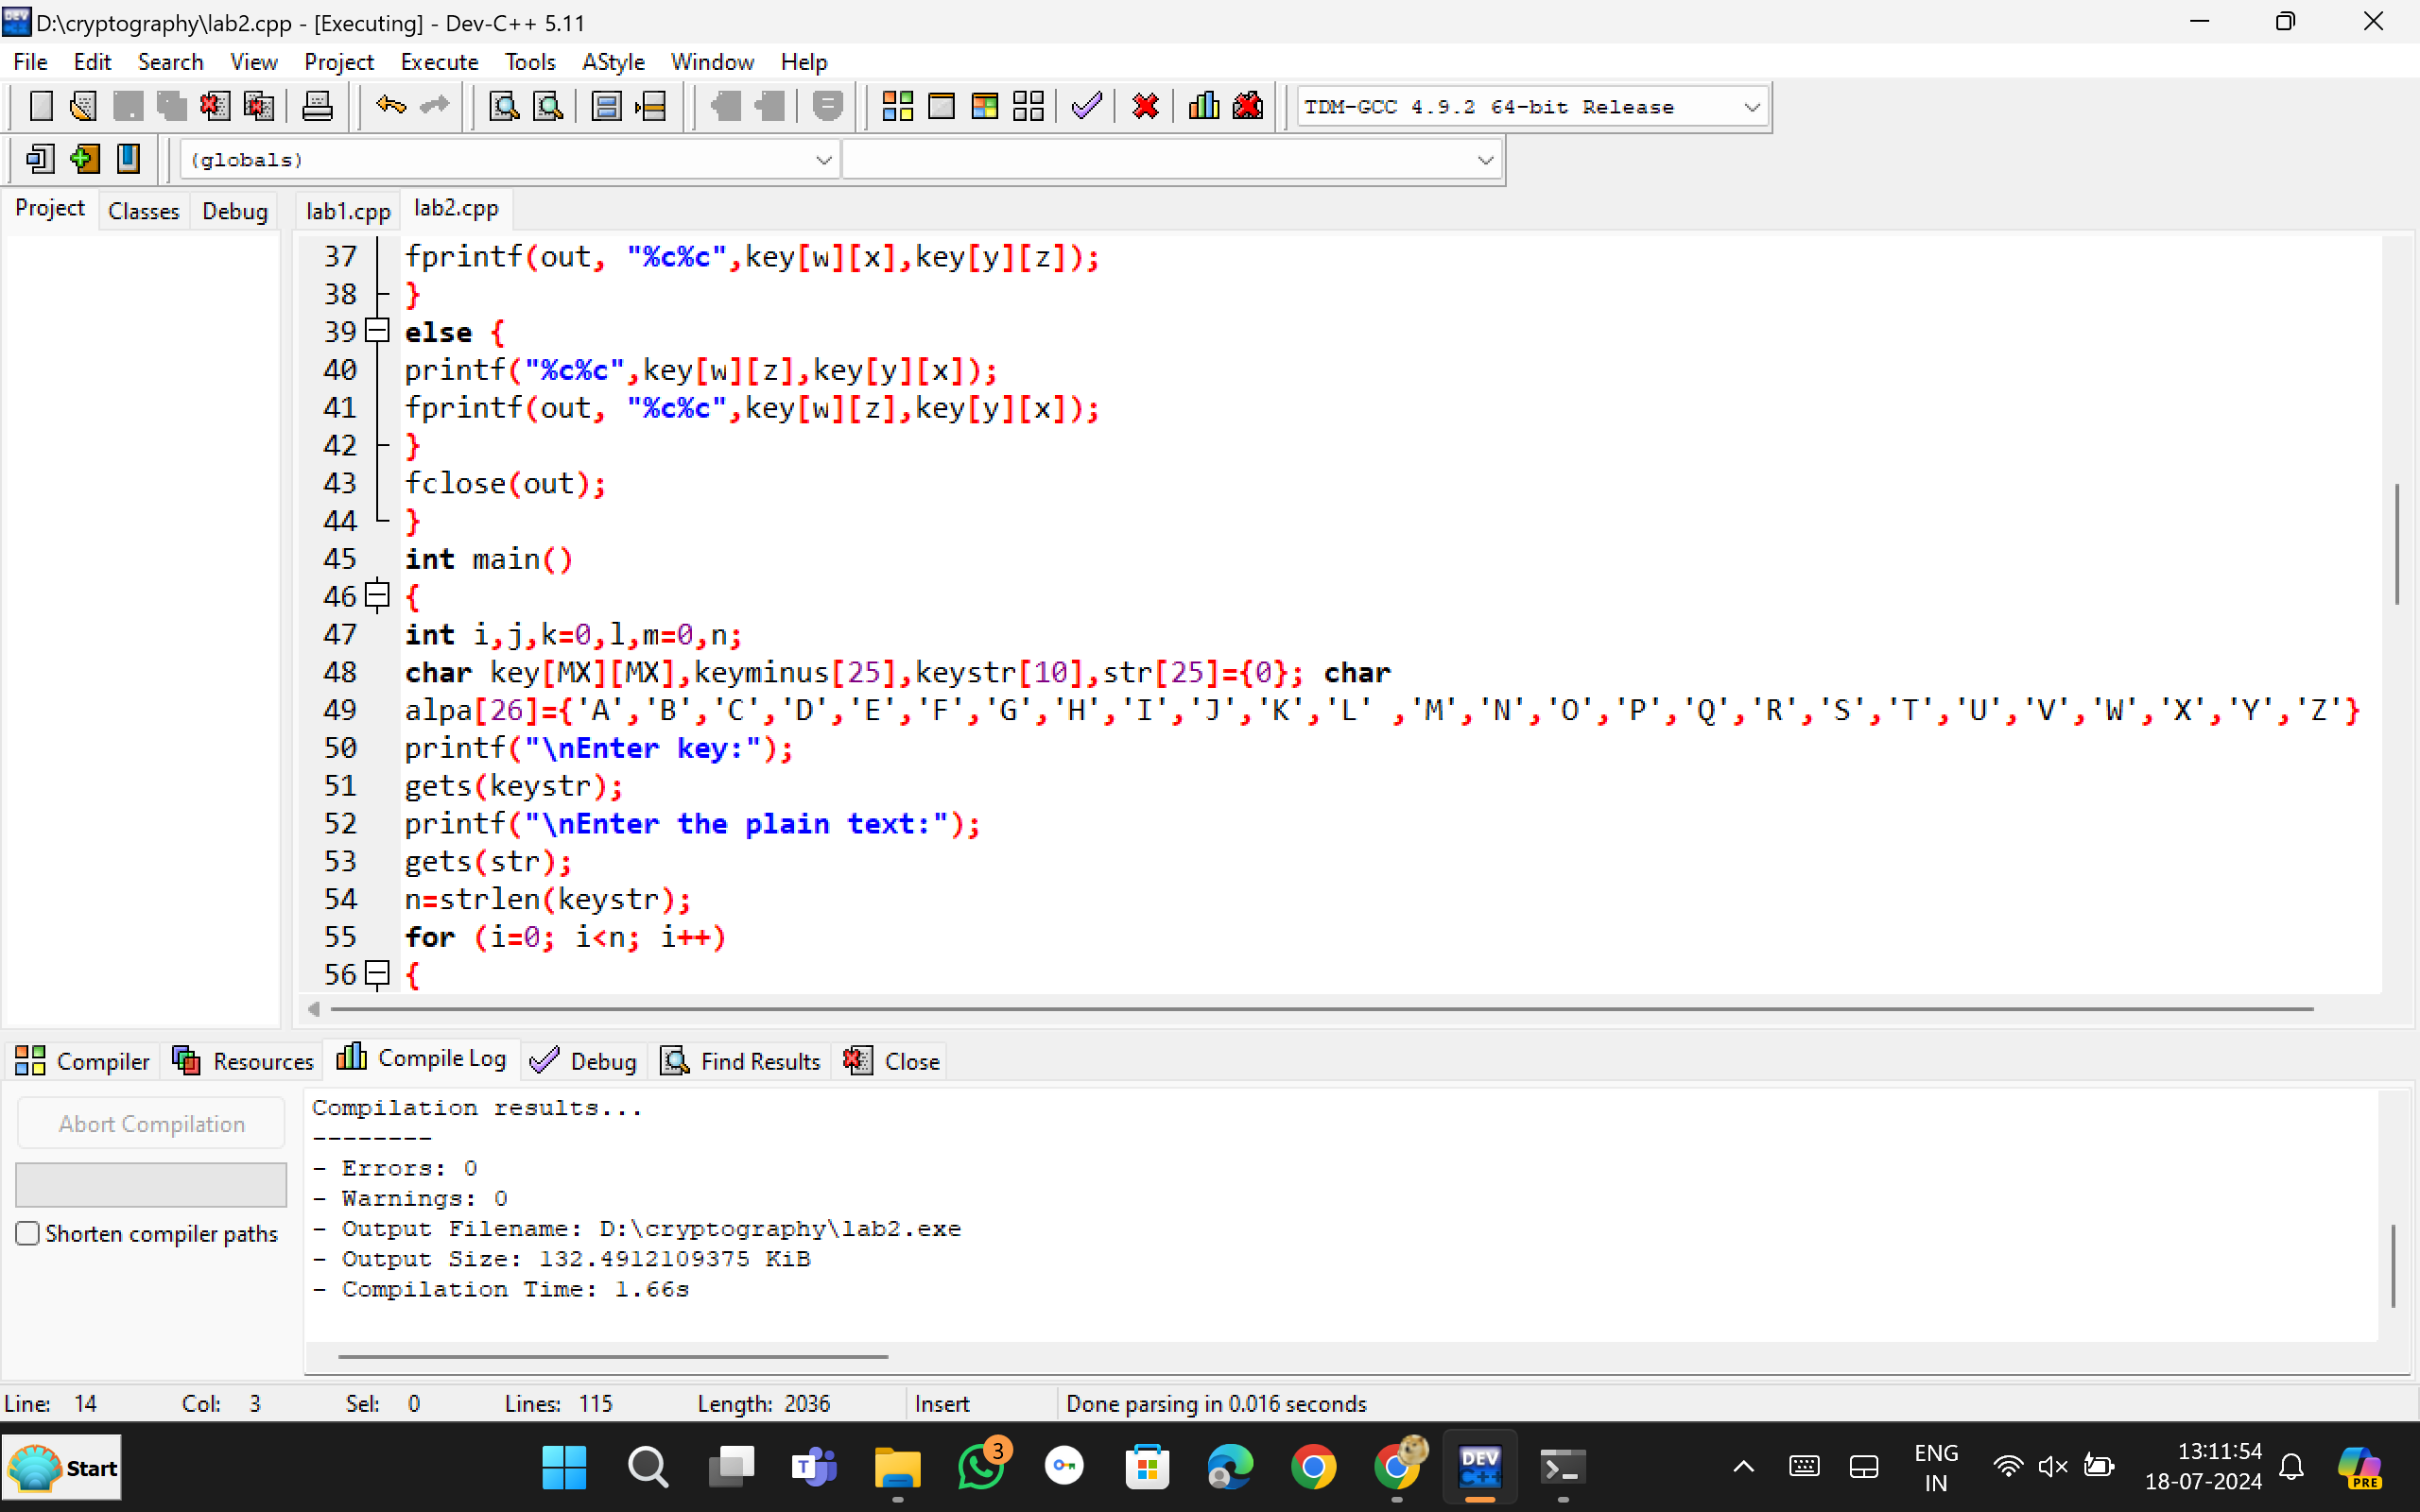 D:\cryptography\lab2.cpp - [Executing] - Dev-C++ 5.11
File Edit Search View Project Execute Tools AStyle Window Help
TDM-GCC 4.9.2 64-bit Release
(globals)
Project Classes Debug lab1.cpp lab2.cpp
37 fprintf(out, "%c%c",key[w][x],key[y][z]);
38 }
39 else {
40 printf("%c%c",key[w][z],key[y][x]);
41 fprintf(out, "%c%c",key[w][z],key[y][x]);
42 }
43 fclose(out);
44 }
45 int main()
46 {
47 int i,j,k=0,l,m=0,n;
48 char key[MX][MX],keyminus[25],keystr[10],str[25]={0}; char
49 alpa[26]={'A','B','C','D','E','F','G','H','I','J','K','L' ,'M','N','O','P','Q','R','S','T','U','V','W','X','Y','Z'}
50 printf("\nEnter key:");
51 gets(keystr);
52 printf("\nEnter the plain text:");
53 gets(str);
54 n=strlen(keystr);
55 for (i=0; i<n; i++)
56 {
Compiler Resources Compile Log Debug Find Results Close
Abort Compilation
Shorten compiler paths
Compilation results...
--------
- Errors: 0
- Warnings: 0
- Output Filename: D:\cryptography\lab2.exe
- Output Size: 132.4912109375 KiB
- Compilation Time: 1.66s
Line: 14 Col: 3 Sel: 0 Lines: 115 Length: 2036 Insert Done parsing in 0.016 seconds
Start
3
T
DEV
C++
ENG
IN
13:11:54
18-07-2024
PRE